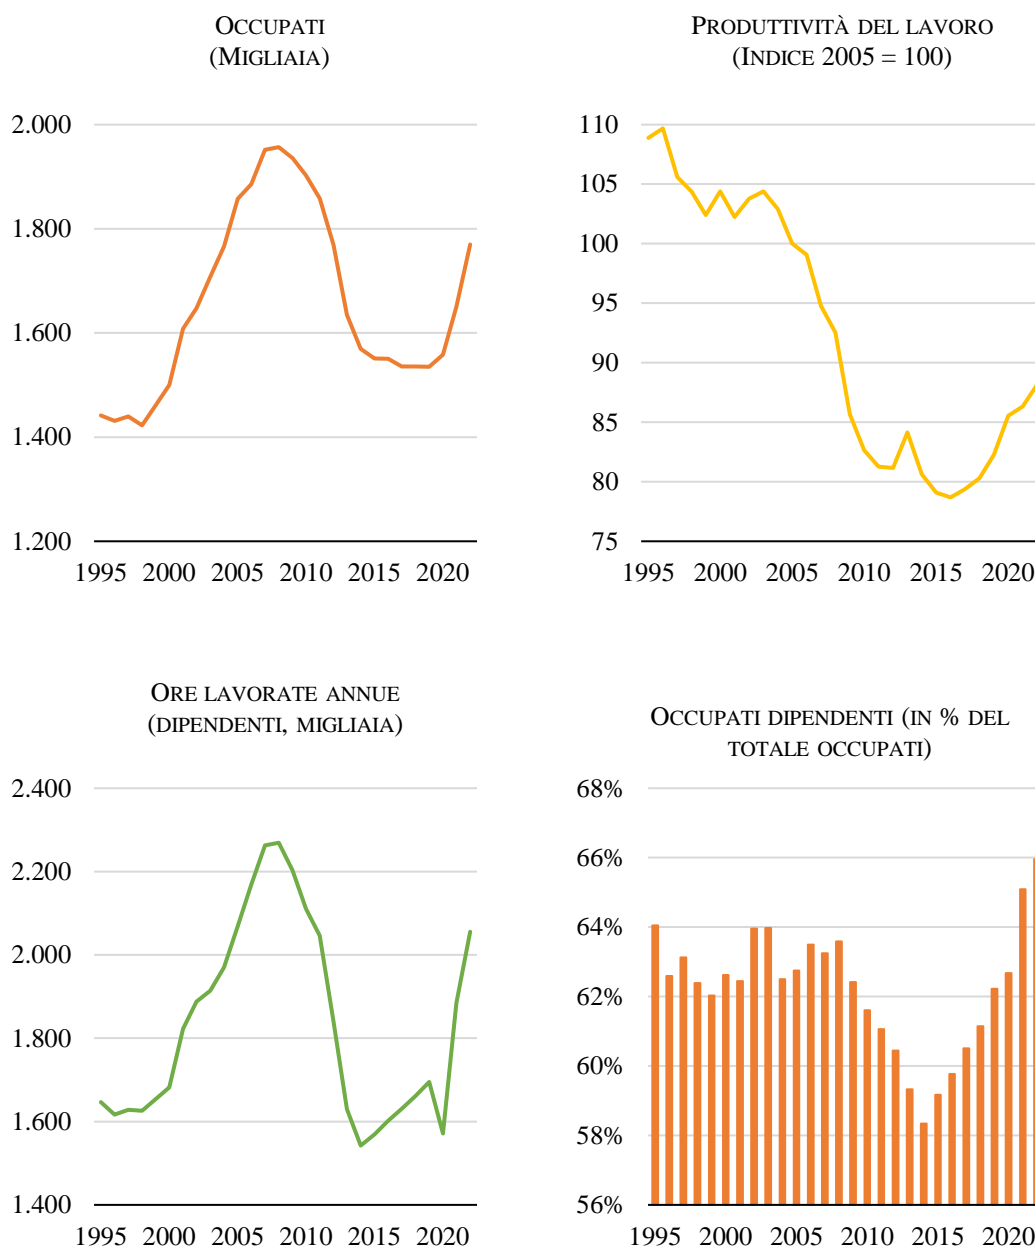 OCCUPATI
(MIGLIAIA)
2.000
1.800
1.600
1.400
1.200
1995 2000 2005 2010 2015 2020
PRODUTTIVITÀ DEL LAVORO
(INDICE 2005 = 100)
110
105
100
95
90
85
80
75
1995 2000 2005 2010 2015 2020
ORE LAVORATE ANNUE
(DIPENDENTI, MIGLIAIA)
2.400
2.200
2.000
1.800
1.600
1.400
1995 2000 2005 2010 2015 2020
OCCUPATI DIPENDENTI (IN % DEL
TOTALE OCCUPATI)
68%
66%
64%
62%
60%
58%
56%
1995 2000 2005 2010 2015 2020